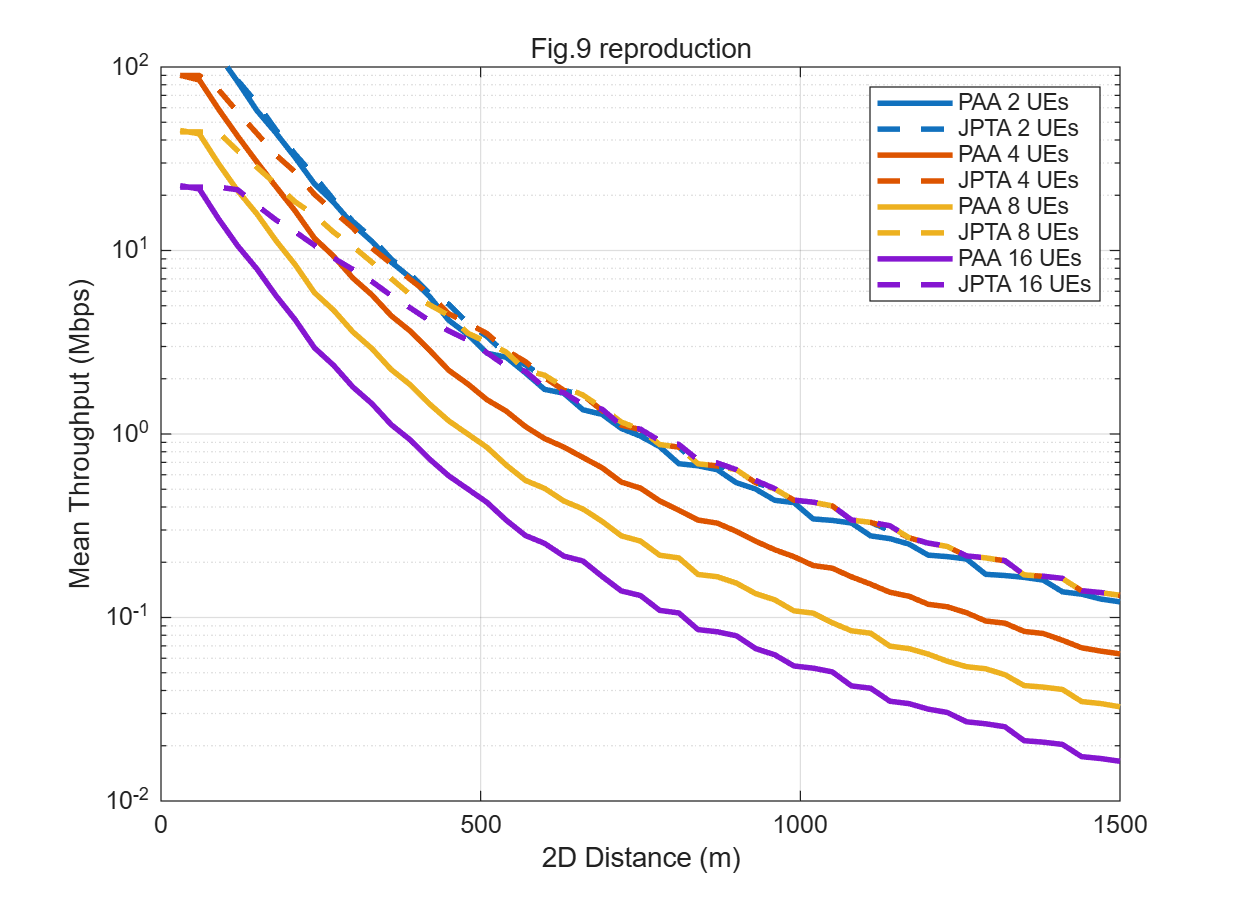 Fig.9 reproduction
Mean Throughput (Mbps)
10^2
10^1
10^0
10^-1
10^-2
PAA 2 UEs
JPTA 2 UEs
PAA 4 UEs
JPTA 4 UEs
PAA 8 UEs
JPTA 8 UEs
PAA 16 UEs
JPTA 16 UEs
0 500 1000 1500
2D Distance (m)